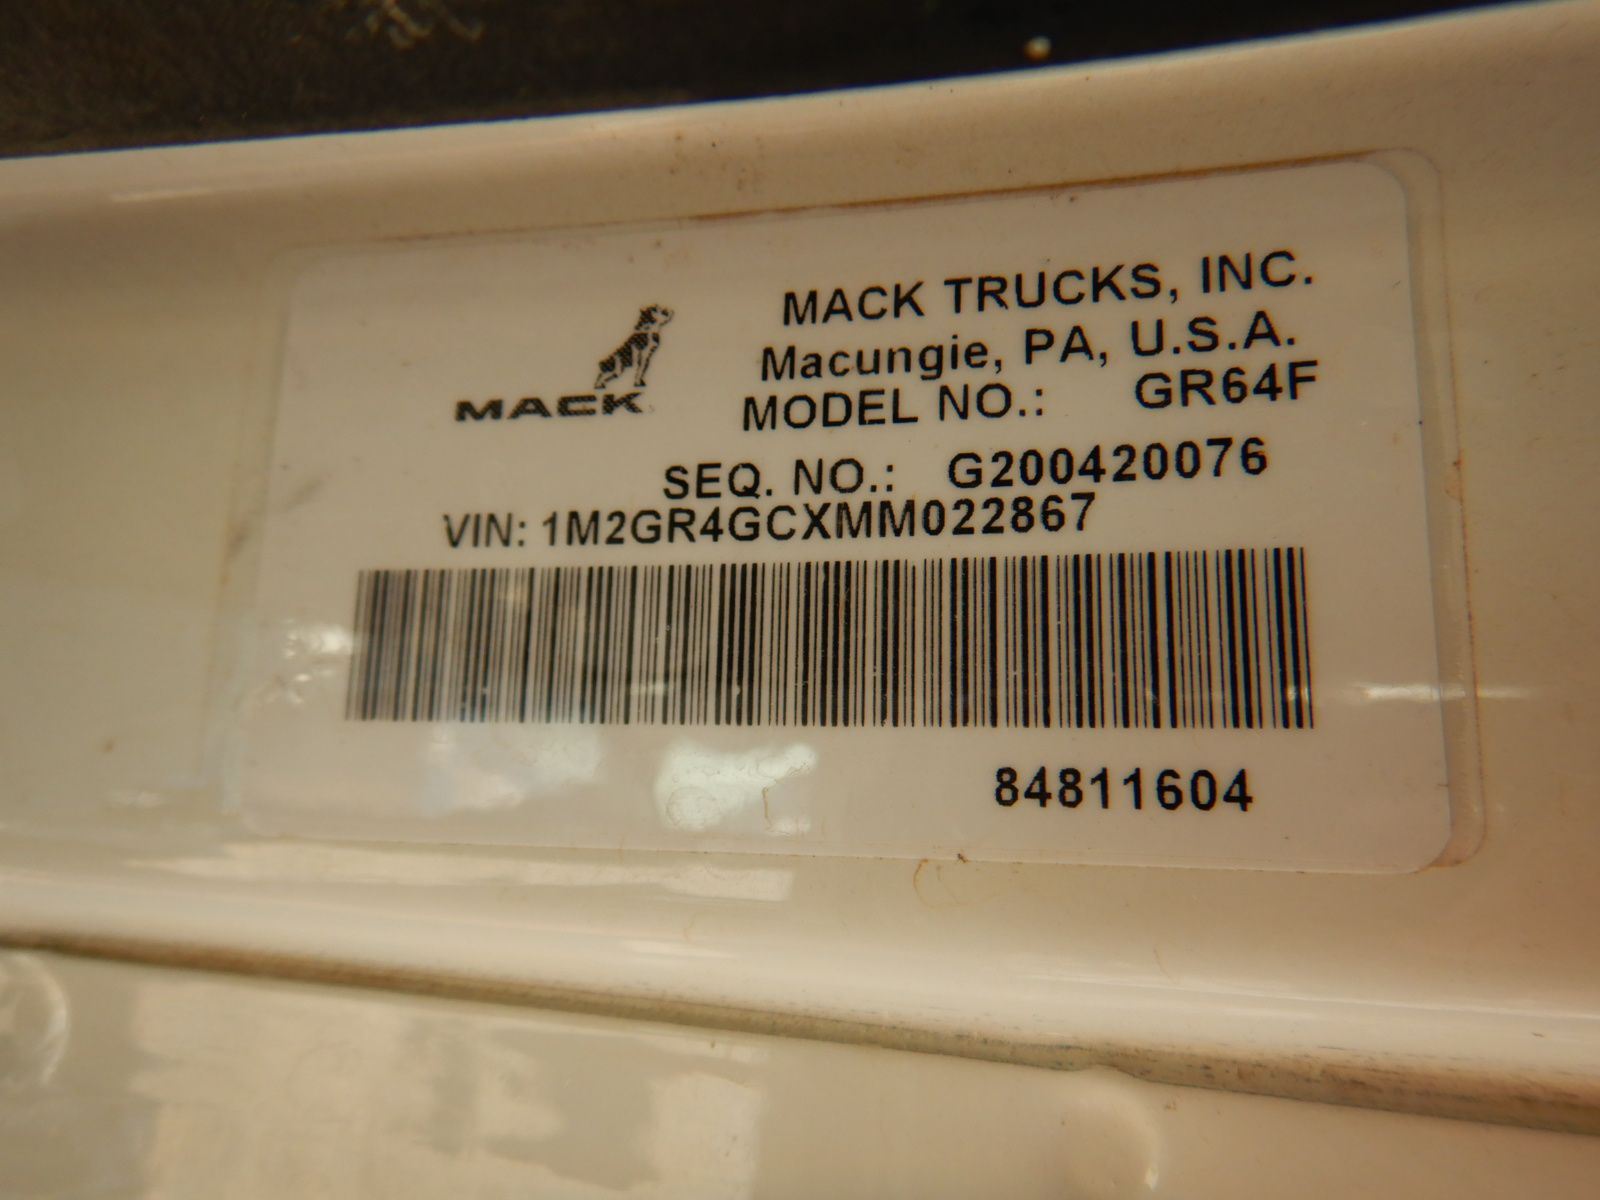 MACK
MACK TRUCKS, INC.
Macungie, PA, U.S.A.
MODEL NO.: GR64F
SEQ. NO.: G200420076
VIN: 1M2GR4GCXMM022867
84811604